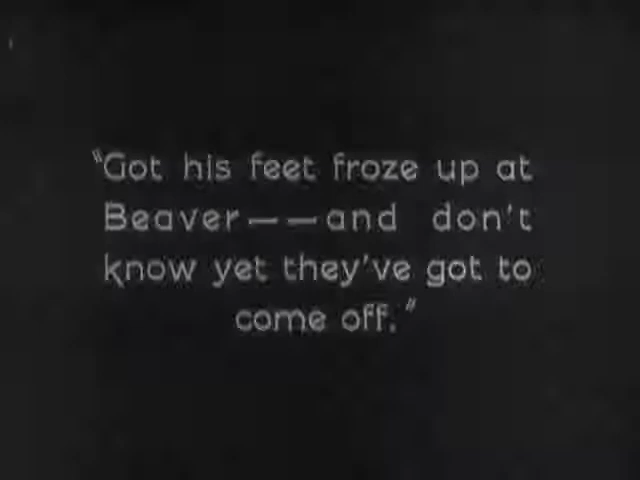 "Got his feet froze up at
Beaver——and don't
know yet they've got to
come off."